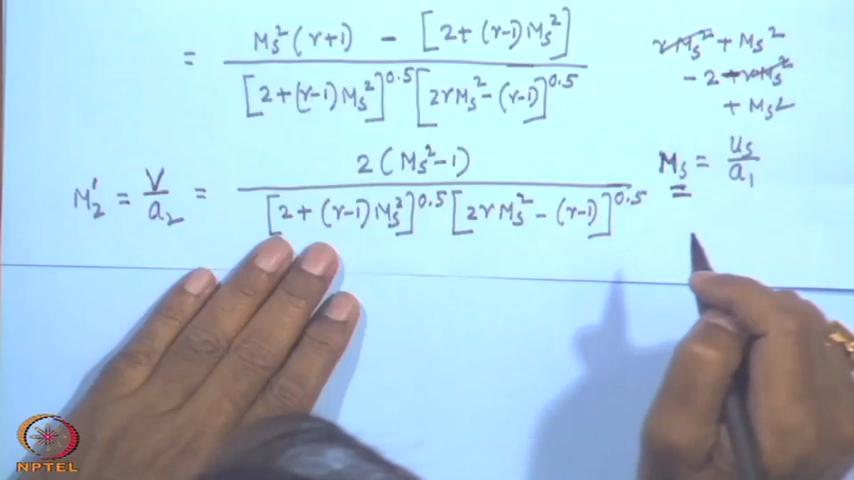 = Ms²(γ+1) - [2+(γ-1)Ms²] / [2+(γ-1)Ms²]^0.5 [2γMs²-(γ-1)]^0.5
γMs² + Ms²
- 2 + γMs²
+ Ms²
M₂' = V/a₂ = 2(Ms²-1) / [2+(γ-1)Ms²]^0.5 [2γMs²-(γ-1)]^0.5
Ms = us/a₁
NPTEL